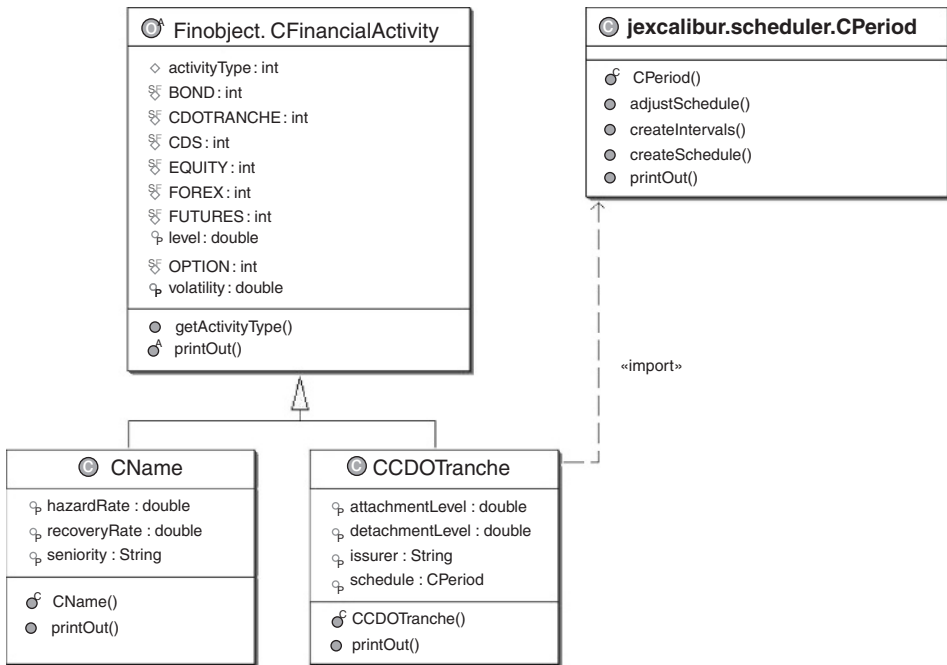 Finobject. CFinancialActivity
activityType : int
BOND : int
CDOTRANCHE : int
CDS : int
EQUITY : int
FOREX : int
FUTURES : int
level : double
OPTION : int
volatility : double
getActivityType()
printOut()
jexcalibur.scheduler.CPeriod
CPeriod()
adjustSchedule()
createIntervals()
createSchedule()
printOut()
«import»
CName
hazardRate : double
recoveryRate : double
seniority : String
CName()
printOut()
CCDOTranche
attachmentLevel : double
detachmentLevel : double
issurer : String
schedule : CPeriod
CCDOTranche()
printOut()